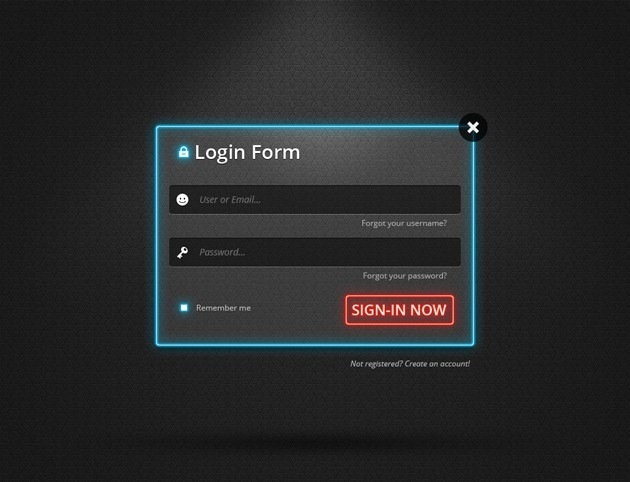 Login Form
User or Email...
Forgot your username?
Password...
Forgot your password?
Remember me
SIGN-IN NOW
Not registered? Create an account!